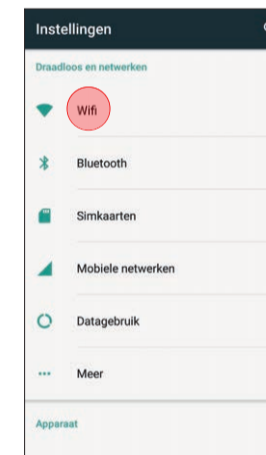 Instellingen
Draadloos en netwerken
Wifi
Bluetooth
Simkaarten
Mobiele netwerken
Datagebruik
Meer
Apparaat